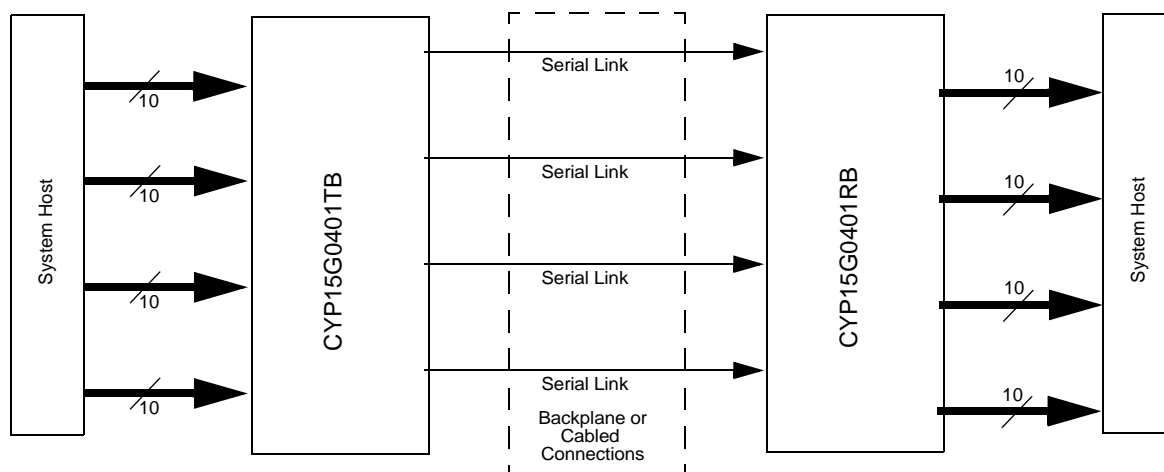 System Host
10
10
10
10
CYP15G0401TB
Serial Link
Serial Link
Serial Link
Serial Link
Backplane or
Cabled
Connections
CYP15G0401RB
10
10
10
10
System Host